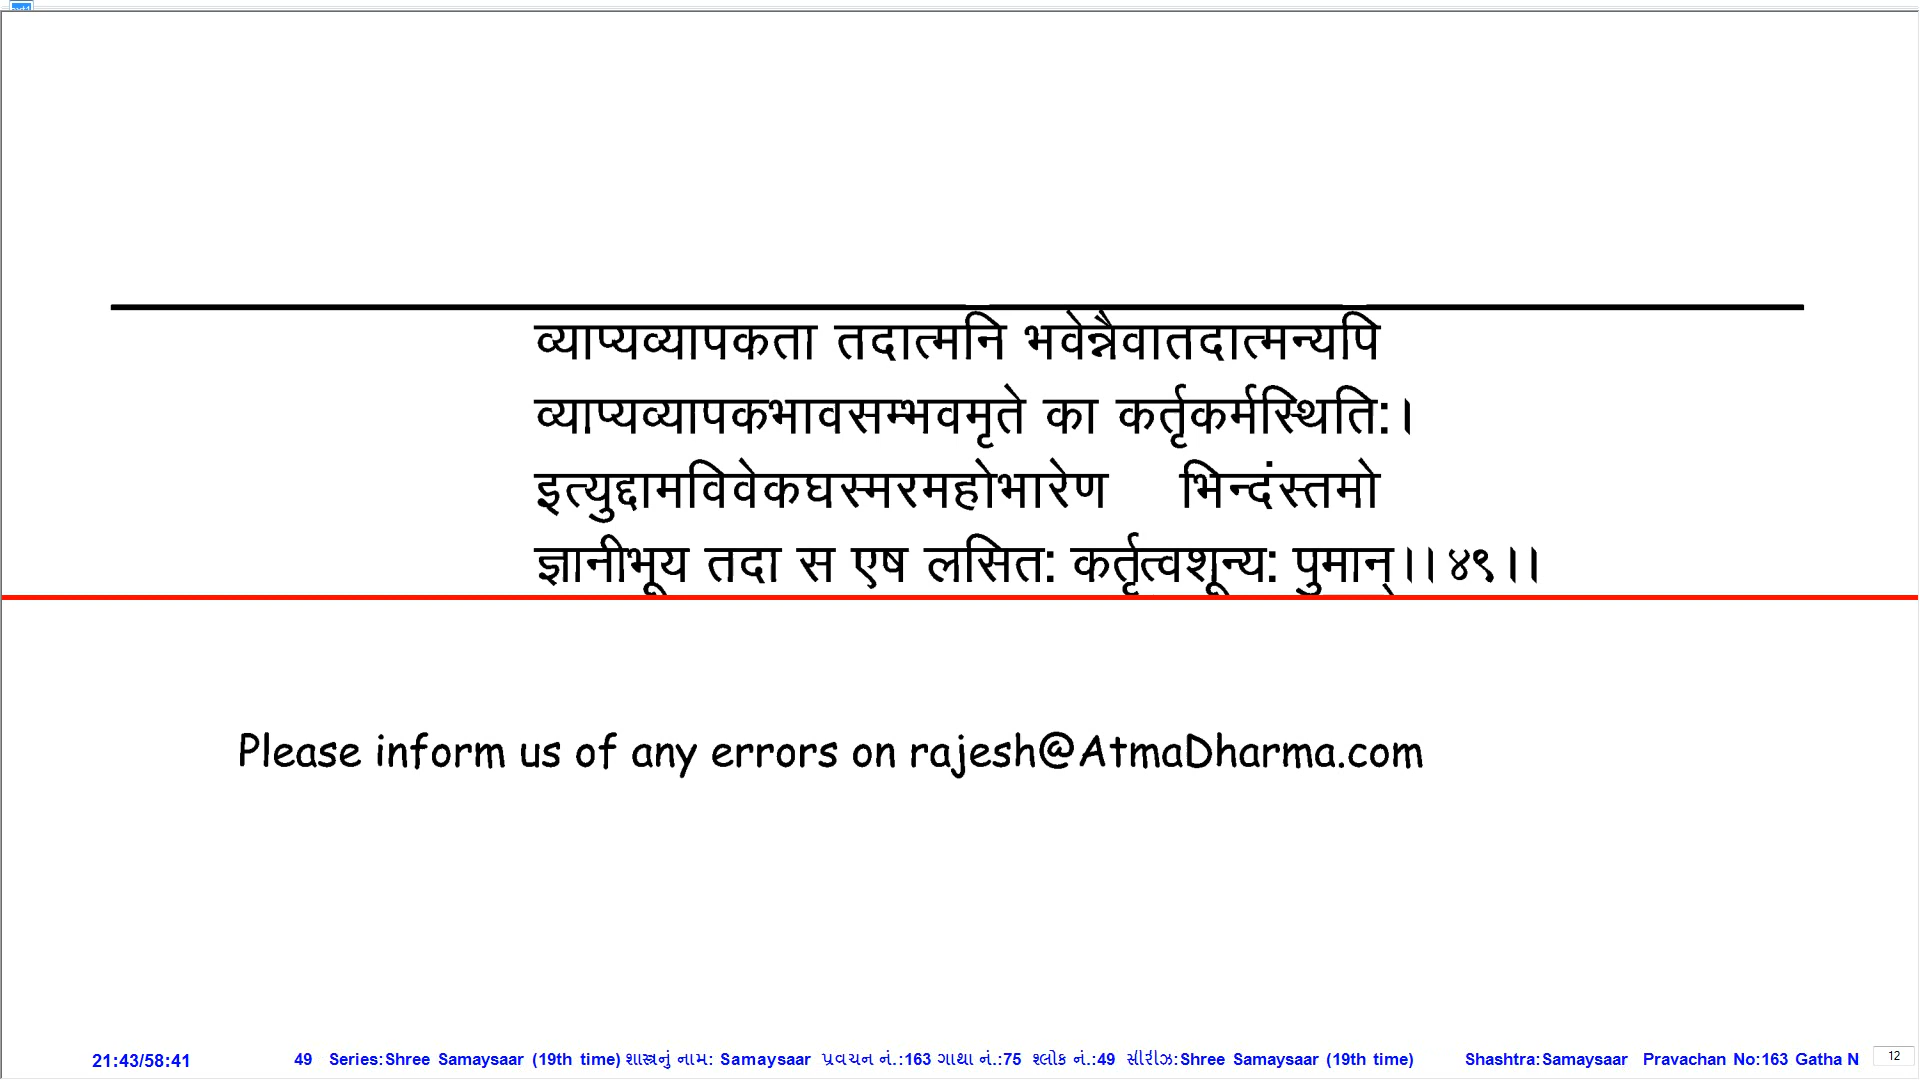 व्याप्यव्यापकता तदात्मनि भवेन्नैवातदात्मन्यपि
व्याप्यव्यापकभावसम्भवमृते का कर्तृकर्मस्थितिः।
इत्युद्दामविवेकघस्मरमहोभारेण भिन्दंस्तमो
ज्ञानीभूय तदा स एष लसितः कर्तृत्वशून्यः पुमान्।।४९।।
Please inform us of any errors on rajesh@AtmaDharma.com
21:43/58:41 49 Series:Shree Samaysaar (19th time) શાસ્ત્રનું નામ: Samaysaar પ્રવચન નં.:163 ગાથા નં.:75 શ્લોક નં.:49 સીરીઝ:Shree Samaysaar (19th time) Shashtra:Samaysaar Pravachan No:163 Gatha N 12